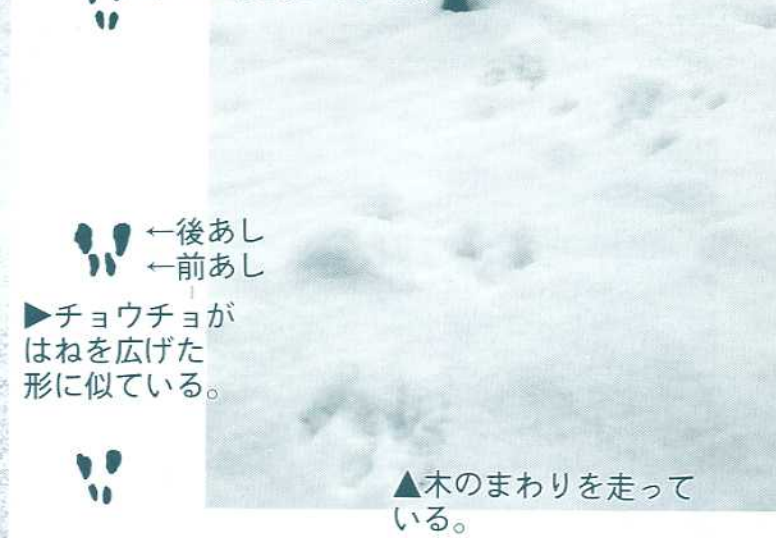 ←後あし
←前あし
▶チョウチョが
はねを広げた
形に似ている。
▲木のまわりを走って
いる。